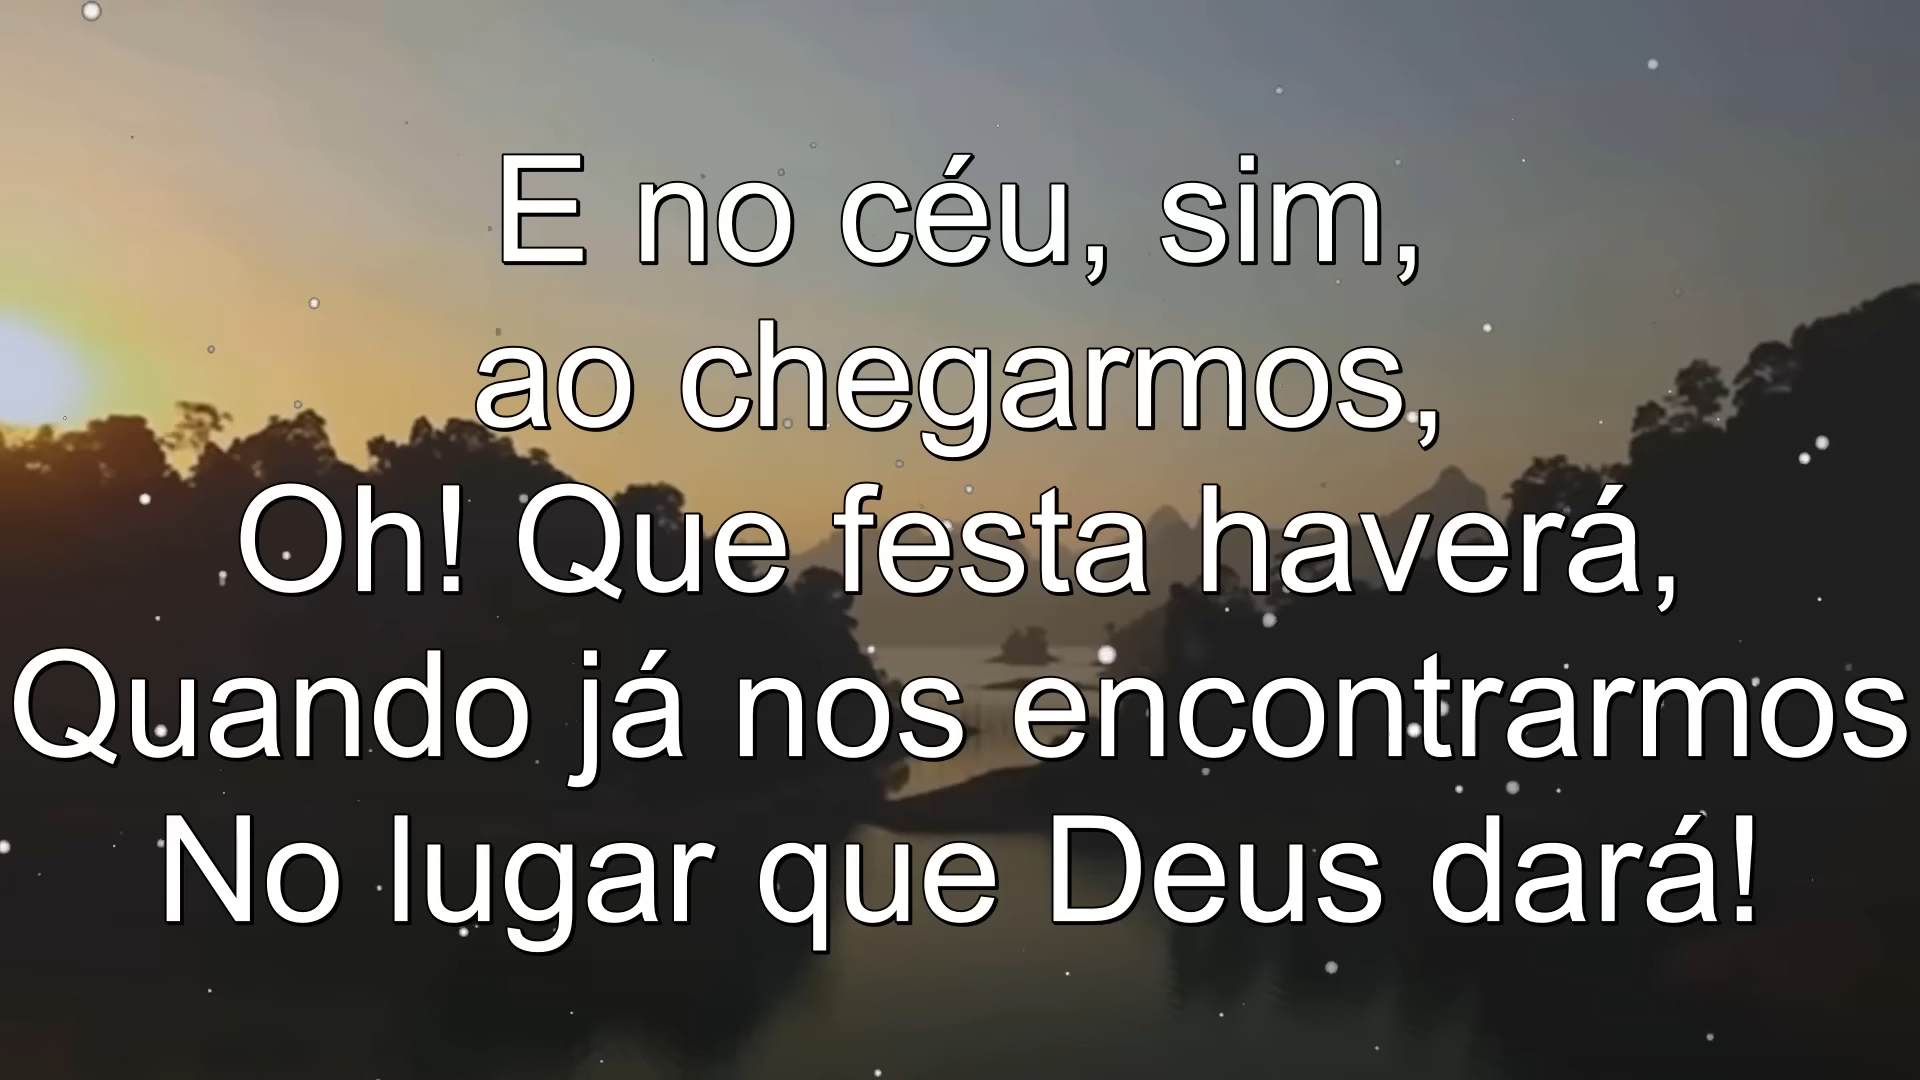 E no céu, sim,
ao chegarmos,
Oh! Que festa haverá,
Quando já nos encontrarmos
No lugar que Deus dará!